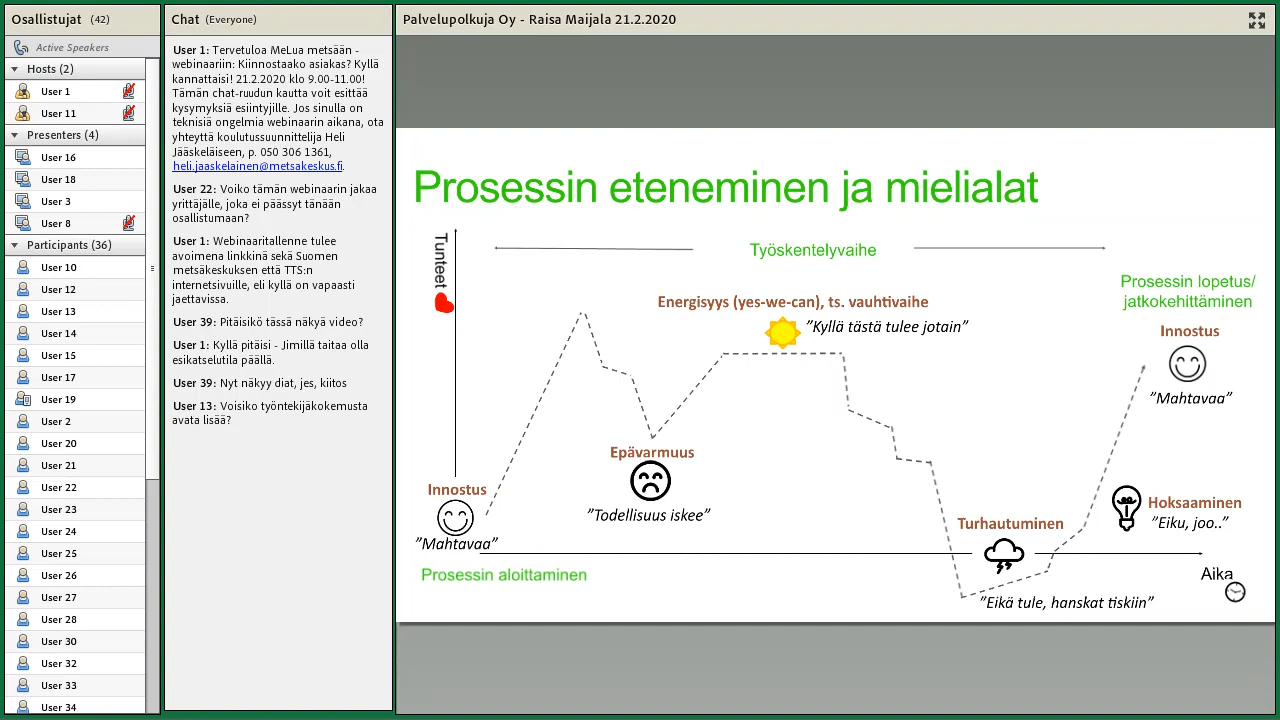 Osallistujat (42)
Active Speakers
Hosts (2)
User 1
User 11
Presenters (4)
User 16
User 18
User 3
User 8
Participants (36)
User 10
User 12
User 13
User 14
User 15
User 17
User 19
User 2
User 20
User 21
User 22
User 23
User 24
User 25
User 26
User 27
User 28
User 30
User 32
User 33
User 34
Chat (Everyone)
User 1: Tervetuloa MeLua metsään -
webinaariin: Kiinnostaako asiakas? Kyllä
kannattaisi! 21.2.2020 klo 9.00-11.00!
Tämän chat-ruudun kautta voit esittää
kysymyksiä esiintyjille. Jos sinulla on
teknisiä ongelmia webinaarin aikana, ota
yhteyttä koulutussuunnittelija Heli
Jääskeläiseen, p. 050 306 1361,
heli.jaaskelainen@metsakeskus.fi.
User 22: Voiko tämän webinarin jakaa
yrittäjälle, joka ei päässyt tänään
osallistumaan?
User 1: Webinaaritallenne tulee
avoimena linkkinä sekä Suomen
metsäkeskuksen että TTS:n
internetsivuille, eli kyllä on vapaasti
jaettavissa.
User 39: Pitäisikö tässä näkyä video?
User 1: Kyllä pitäisi - Jimillä taitaa olla
esikatselutila päällä.
User 39: Nyt näkyy diat, jes, kiitos
User 13: Voisiko työntekijäkokemusta
avata lisää?
Palvelupolkuja Oy - Raisa Maijala 21.2.2020
Prosessin eteneminen ja mielialat
Tunteet
Työskentelyvaihe
Prosessin lopetus/
jatkokehittäminen
Energisyys (yes-we-can), ts. vauhtivaihe
"Kyllä tästä tulee jotain"
Innostus
"Mahtavaa"
Epävarmuus
"Todellisuus iskee"
Innostus
"Mahtavaa"
Hoksaaminen
"Eiku, joo.."
Turhautuminen
Prosessin aloittaminen
Aika
"Eikä tule, hanskat tiskiin"